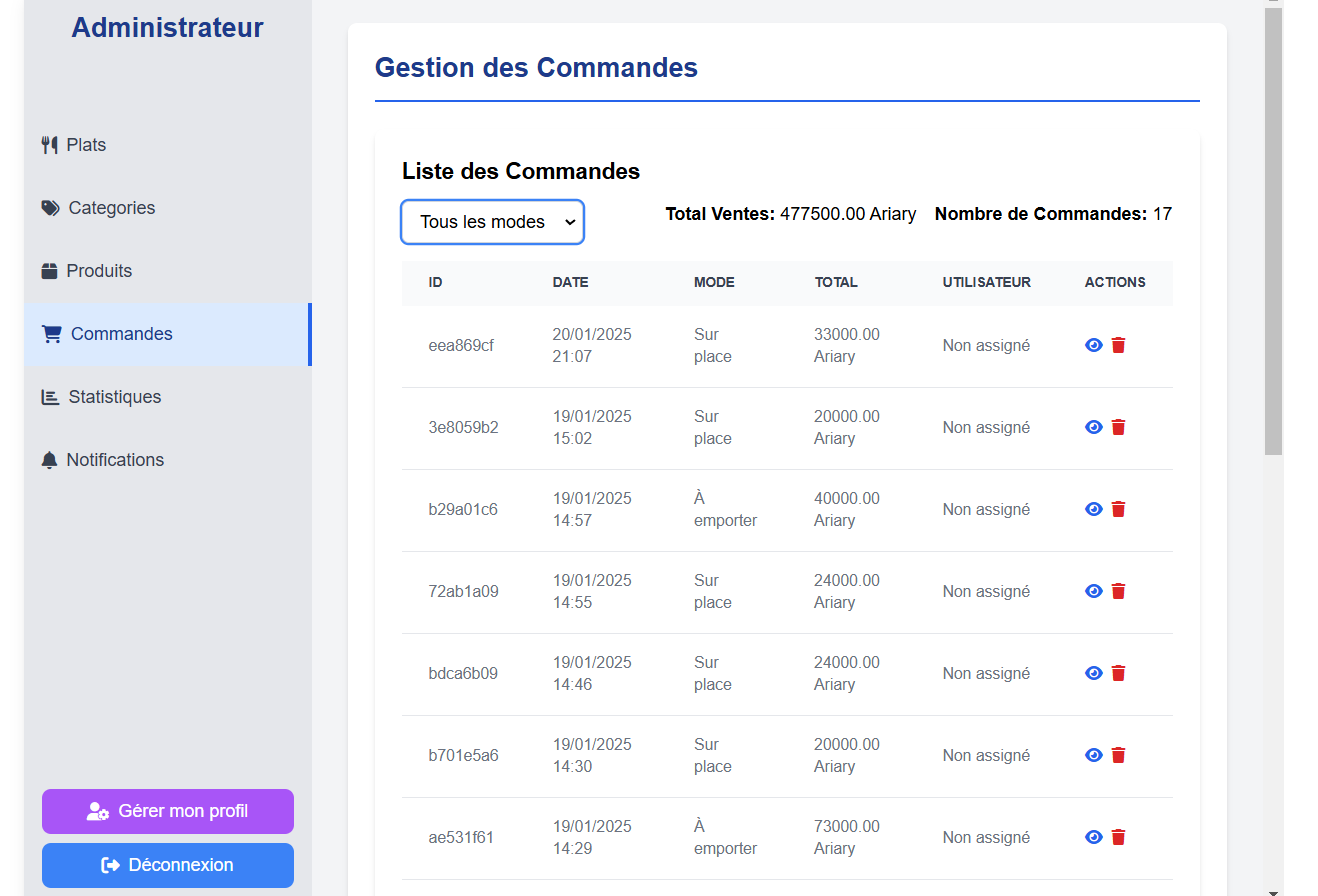 Administrateur
Plats
Categories
Produits
Commandes
Statistiques
Notifications
Gérer mon profil
Déconnexion
Gestion des Commandes
Liste des Commandes
Tous les modes
Total Ventes: 477500.00 Ariary Nombre de Commandes: 17
ID DATE MODE TOTAL UTILISATEUR ACTIONS
eea869cf 20/01/2025 21:07 Sur place 33000.00 Ariary Non assigné
3e8059b2 19/01/2025 15:02 Sur place 20000.00 Ariary Non assigné
b29a01c6 19/01/2025 14:57 À emporter 40000.00 Ariary Non assigné
72ab1a09 19/01/2025 14:55 Sur place 24000.00 Ariary Non assigné
bdca6b09 19/01/2025 14:46 Sur place 24000.00 Ariary Non assigné
b701e5a6 19/01/2025 14:30 Sur place 20000.00 Ariary Non assigné
ae531f61 19/01/2025 14:29 À emporter 73000.00 Ariary Non assigné